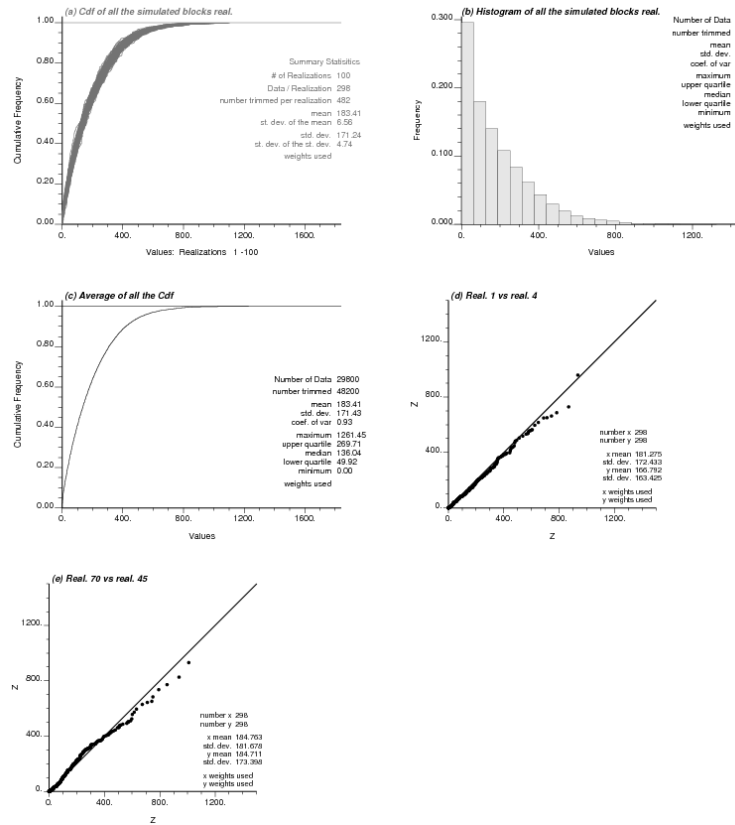 (a) Cdf of all the simulated blocks real.
Cumulative Frequency
1.00
0.80
0.60
0.40
0.20
0.00
0. 400. 800. 1200. 1600.
Values: Realizations 1 -100
Summary Statisitics
# of Realizations 100
Data / Realization 298
number trimmed per realization 482
mean 183.41
st. dev. of the mean 6.56
std. dev. 171.24
st. dev. of the st. dev. 4.74
weights used
(b) Histogram of all the simulated blocks real.
Frequency
0.300
0.200
0.100
0.000
0. 400. 800. 1200.
Values
Number of Data
number trimmed
mean
std. dev.
coef. of var
maximum
upper quartile
median
lower quartile
minimum
weights used
(c) Average of all the Cdf
Cumulative Frequency
1.00
0.80
0.60
0.40
0.20
0.00
0. 400. 800. 1200. 1600.
Values
Number of Data 29800
number trimmed 48200
mean 183.41
std. dev. 171.43
coef. of var 0.93
maximum 1261.45
upper quartile 269.71
median 136.04
lower quartile 49.92
minimum 0.00
weights used
(d) Real. 1 vs real. 4
Z
1200.
800.
400.
0.
0. 400. 800. 1200.
Z
number x 298
number y 298
x mean 181.275
std. dev. 172.433
y mean 166.792
std. dev. 163.425
x weights used
y weights used
(e) Real. 70 vs real. 45
Z
1200.
800.
400.
0.
0. 400. 800. 1200.
Z
number x 298
number y 298
x mean 184.763
std. dev. 181.678
y mean 184.711
std. dev. 173.398
x weights used
y weights used